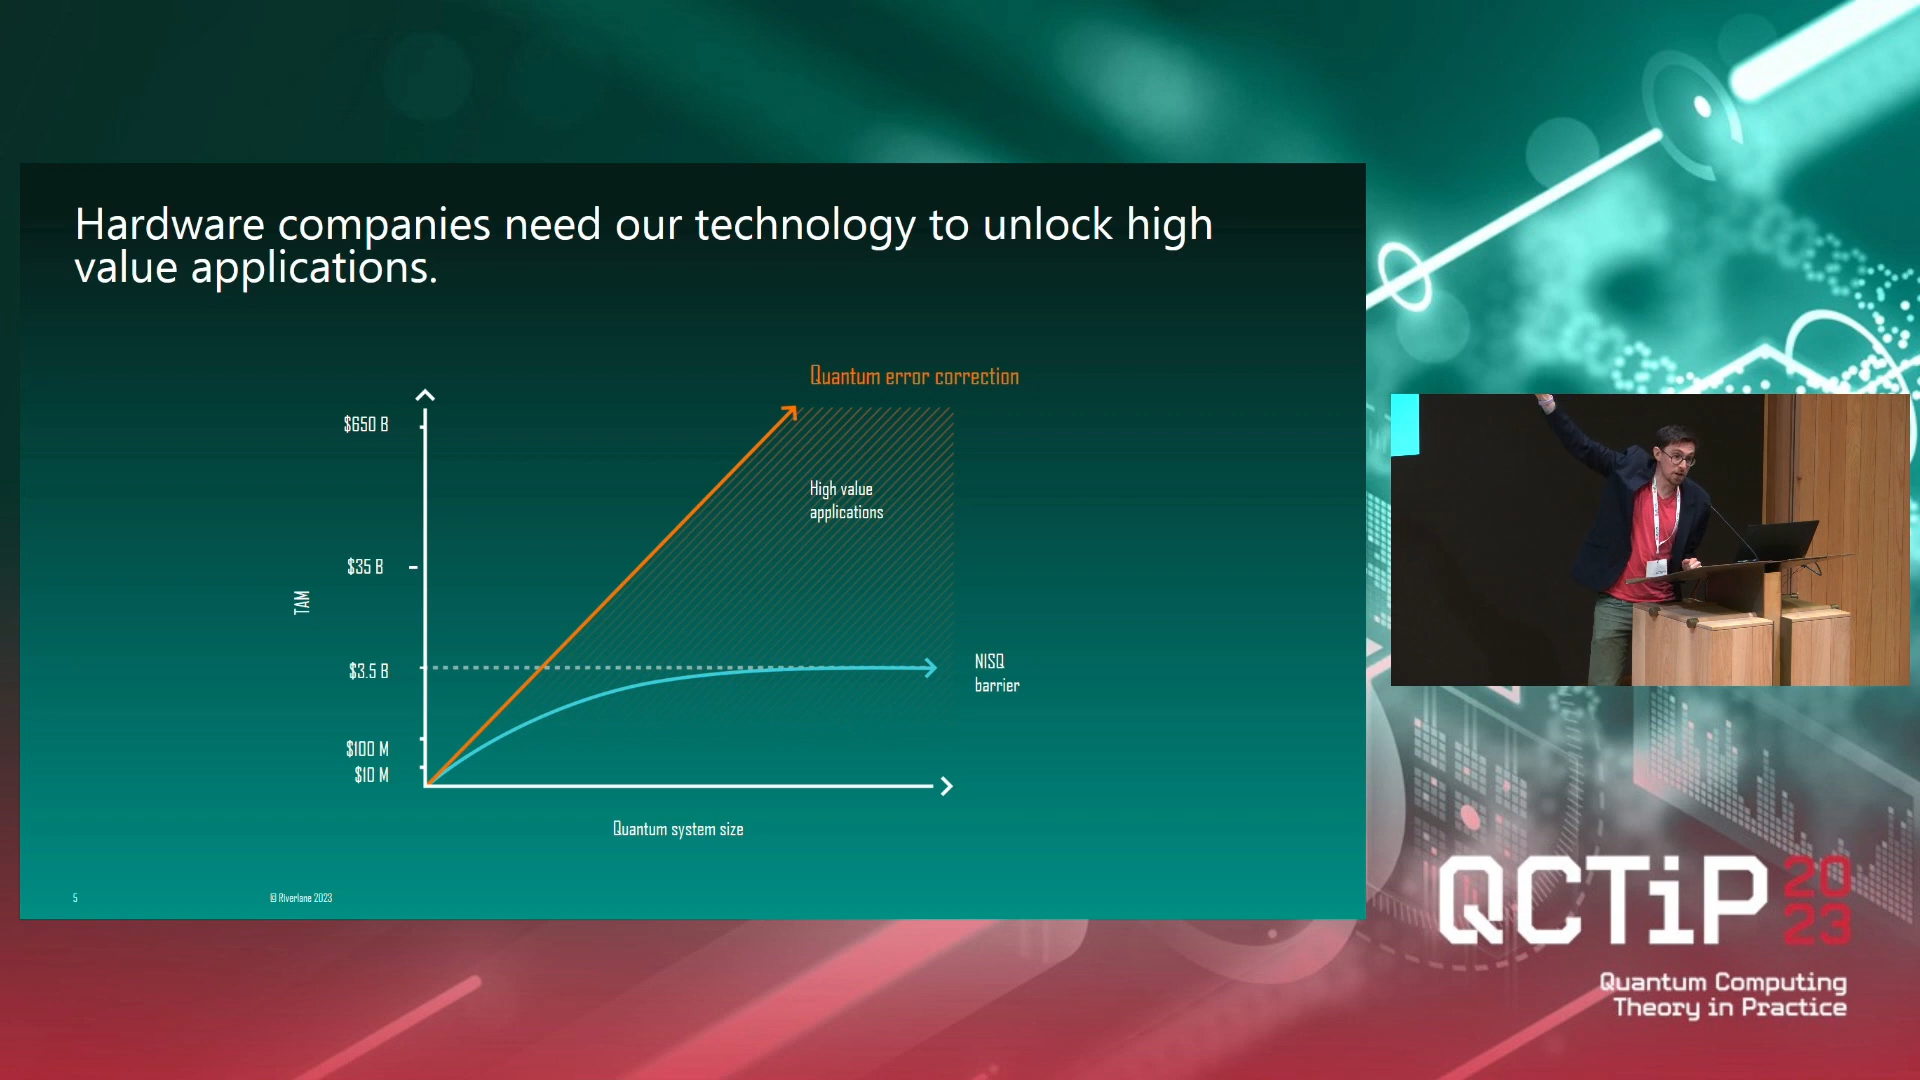 Hardware companies need our technology to unlock high
value applications.
Quantum error correction
$650 B
High value
applications
$35 B
TAM
NISQ
barrier
$3.5 B
$100 M
$10 M
Quantum system size
5
© Riverlane 2023
QCTiP 20
23
Quantum Computing
Theory in Practice